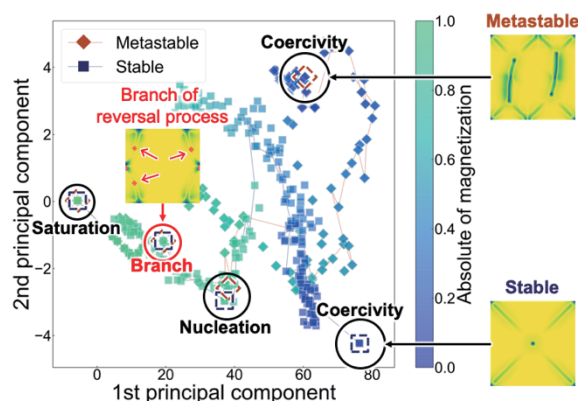 Metastable
Stable
Coercivity
Branch of
reversal process
Saturation
Branch
Nucleation
Coercivity
4
2
0
−2
−4
2nd principal component
0
20
40
60
80
1st principal component
1.0
0.8
0.6
0.4
0.2
0.0
Absolute of magnetization
Metastable
Stable